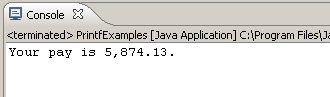 Console
<terminated> PrintfExamples [Java Application] C:\Program Files\Ja
Your pay is 5,874.13.